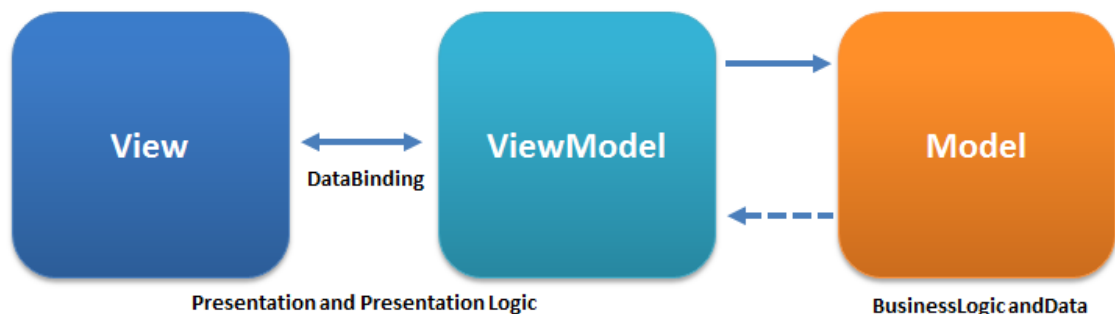 View
ViewModel
Model
DataBinding
Presentation and Presentation Logic
BusinessLogic andData